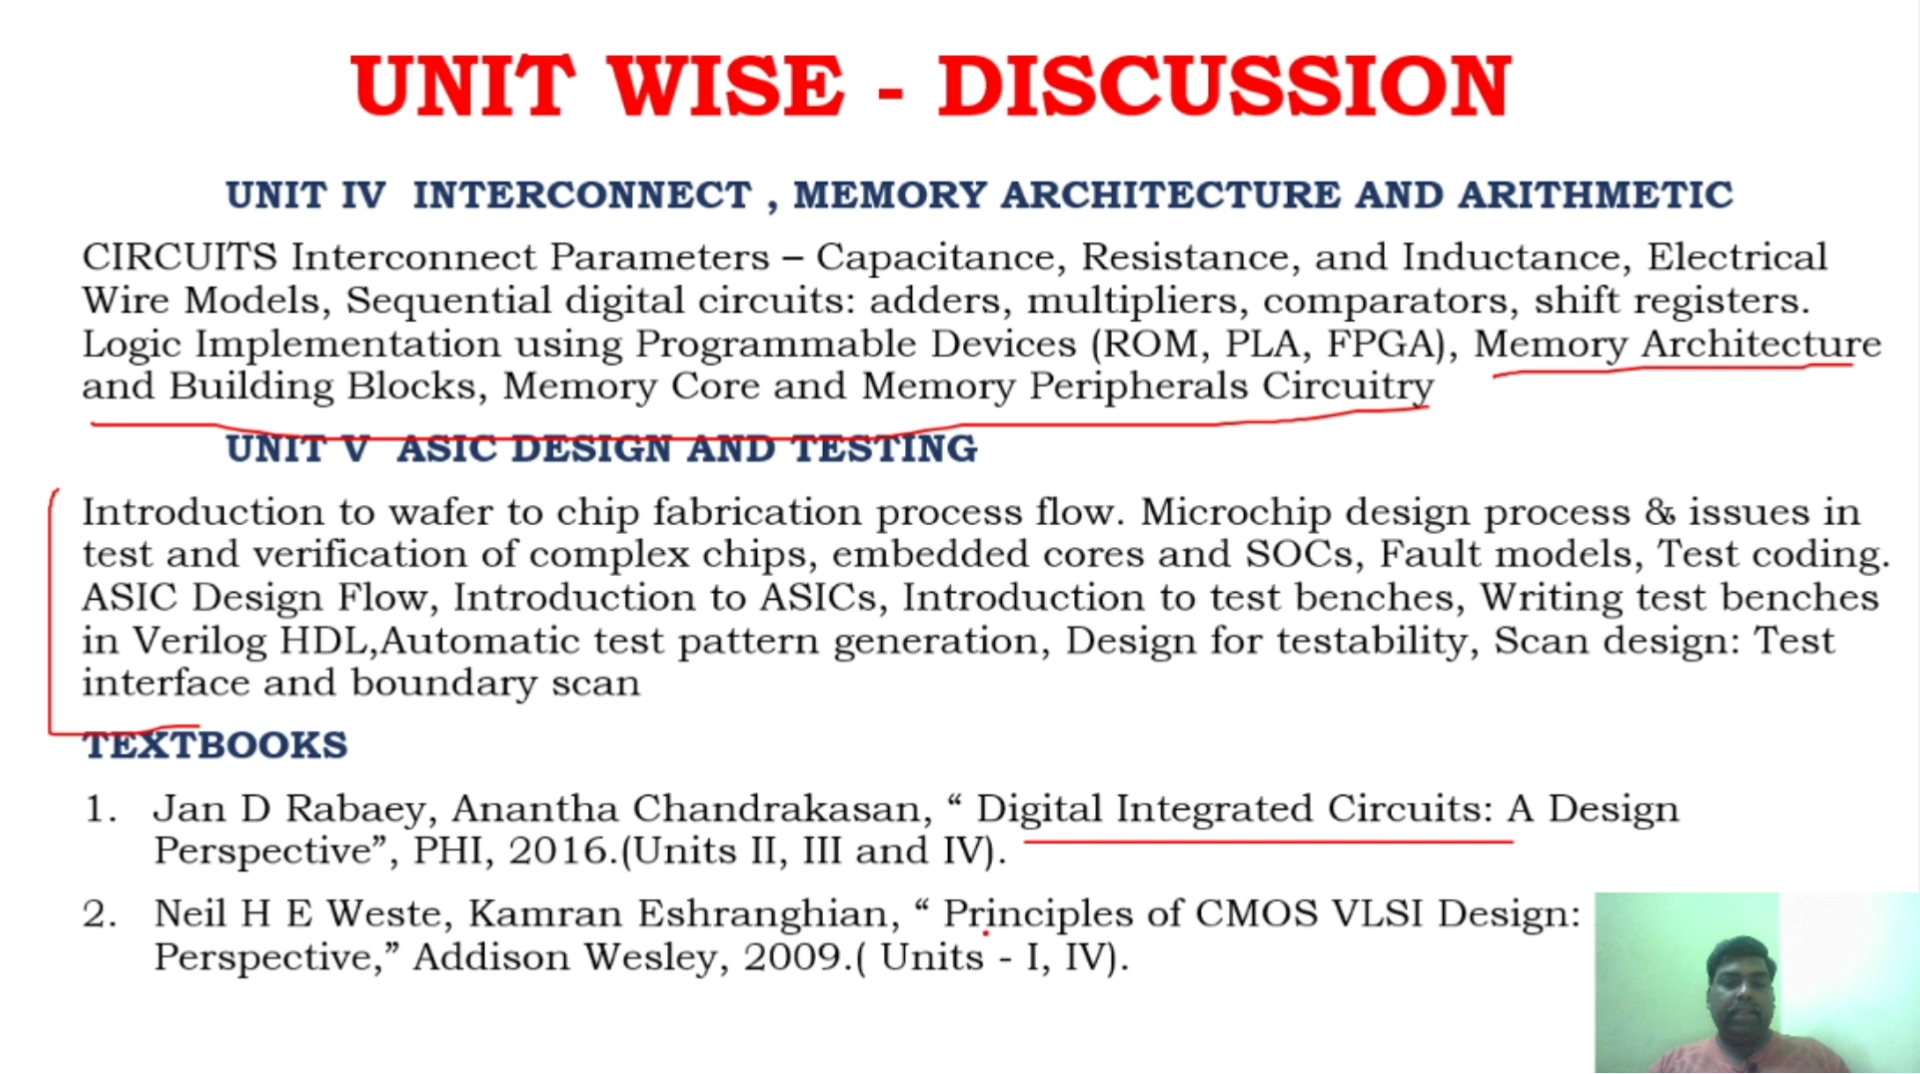 UNIT WISE - DISCUSSION
UNIT IV INTERCONNECT , MEMORY ARCHITECTURE AND ARITHMETIC
CIRCUITS Interconnect Parameters – Capacitance, Resistance, and Inductance, Electrical
Wire Models, Sequential digital circuits: adders, multipliers, comparators, shift registers.
Logic Implementation using Programmable Devices (ROM, PLA, FPGA), Memory Architecture
and Building Blocks, Memory Core and Memory Peripherals Circuitry
UNIT V ASIC DESIGN AND TESTING
Introduction to wafer to chip fabrication process flow. Microchip design process & issues in
test and verification of complex chips, embedded cores and SOCs, Fault models, Test coding.
ASIC Design Flow, Introduction to ASICs, Introduction to test benches, Writing test benches
in Verilog HDL,Automatic test pattern generation, Design for testability, Scan design: Test
interface and boundary scan
TEXTBOOKS
1. Jan D Rabaey, Anantha Chandrakasan, “ Digital Integrated Circuits: A Design
Perspective”, PHI, 2016.(Units II, III and IV).
2. Neil H E Weste, Kamran Eshranghian, “ Principles of CMOS VLSI Design:
Perspective,” Addison Wesley, 2009.( Units - I, IV).